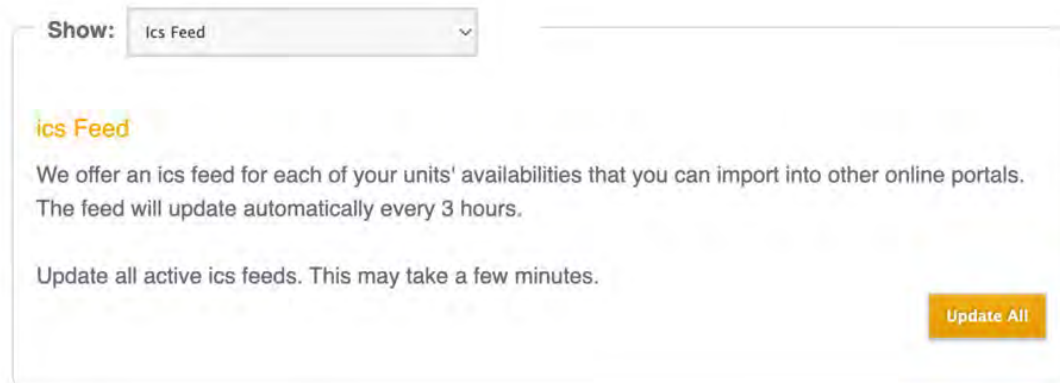 Show: Ics Feed
ics Feed
We offer an ics feed for each of your units' availabilities that you can import into other online portals.
The feed will update automatically every 3 hours.
Update all active ics feeds. This may take a few minutes.
Update All